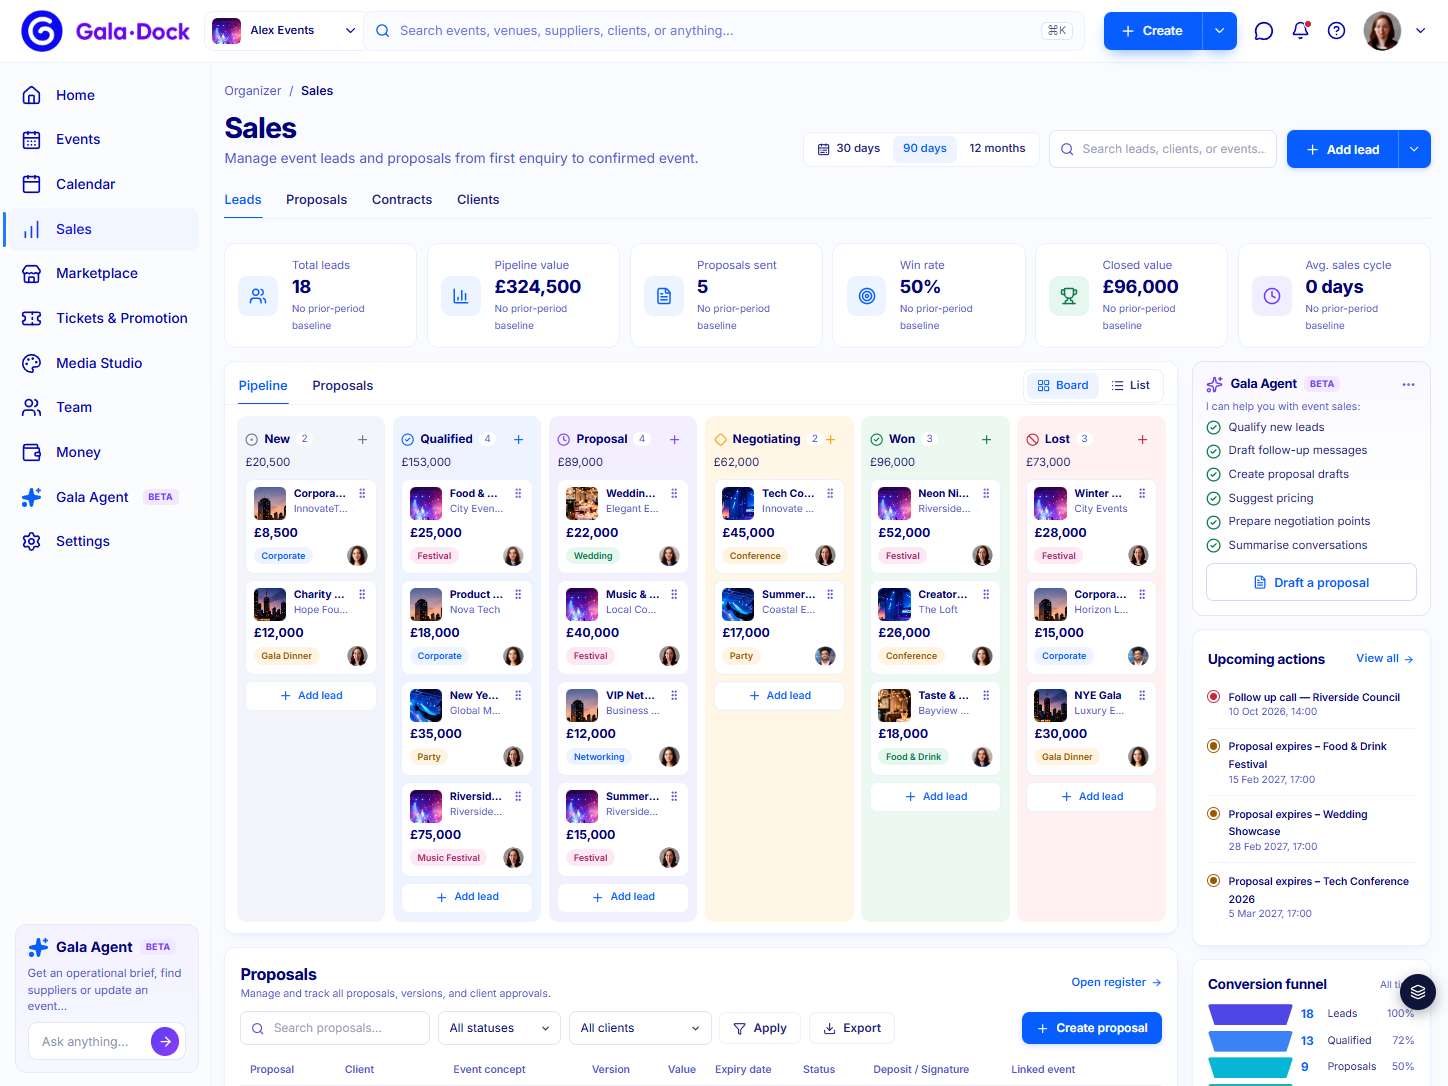 Gala·Dock
Alex Events
Search events, venues, suppliers, clients, or anything...
⌘K
Create
Home
Events
Calendar
Sales
Marketplace
Tickets & Promotion
Media Studio
Team
Money
Gala Agent BETA
Settings
Gala Agent BETA
Get an operational brief, find
suppliers or update an
event...
Ask anything...
Organizer / Sales
Sales
Manage event leads and proposals from first enquiry to confirmed event.
30 days
90 days
12 months
Search leads, clients, or events...
Add lead
Leads
Proposals
Contracts
Clients
Total leads
18
No prior-period
baseline
Pipeline value
£324,500
No prior-period
baseline
Proposals sent
5
No prior-period
baseline
Win rate
50%
No prior-period
baseline
Closed value
£96,000
No prior-period
baseline
Avg. sales cycle
0 days
No prior-period
baseline
Pipeline
Proposals
Board
List
New 2
£20,500
Corpora...
InnovateT...
£8,500
Corporate
Charity ...
Hope Fou...
£12,000
Gala Dinner
Add lead
Qualified 4
£153,000
Food & ...
City Even...
£25,000
Festival
Product ...
Nova Tech
£18,000
Corporate
New Ye...
Global M...
£35,000
Party
Riversid...
Riverside...
£75,000
Music Festival
Add lead
Proposal 4
£89,000
Weddin...
Elegant E...
£22,000
Wedding
Music & ...
Local Co...
£40,000
Festival
VIP Net...
Business ...
£12,000
Networking
Summer...
Riverside...
£15,000
Festival
Add lead
Negotiating 2
£62,000
Tech Co...
Innovate ...
£45,000
Conference
Summer...
Coastal E...
£17,000
Party
Add lead
Won 3
£96,000
Neon Ni...
Riverside...
£52,000
Festival
Creator...
The Loft
£26,000
Conference
Taste & ...
Bayview ...
£18,000
Food & Drink
Add lead
Lost 3
£73,000
Winter ...
City Events
£28,000
Festival
Corpora...
Horizon L...
£15,000
Corporate
NYE Gala
Luxury E...
£30,000
Gala Dinner
Add lead
Gala Agent BETA
I can help you with event sales:
Qualify new leads
Draft follow-up messages
Create proposal drafts
Suggest pricing
Prepare negotiation points
Summarise conversations
Draft a proposal
Upcoming actions
View all
Follow up call — Riverside Council
10 Oct 2026, 14:00
Proposal expires – Food & Drink
Festival
15 Feb 2027, 17:00
Proposal expires – Wedding
Showcase
28 Feb 2027, 17:00
Proposal expires – Tech Conference
2026
5 Mar 2027, 17:00
Conversion funnel
All
18 Leads 100%
13 Qualified 72%
9 Proposals 50%
Proposals
Manage and track all proposals, versions, and client approvals.
Open register
Search proposals...
All statuses
All clients
Apply
Export
Create proposal
Proposal
Client
Event concept
Version
Value
Expiry date
Status
Deposit / Signature
Linked event